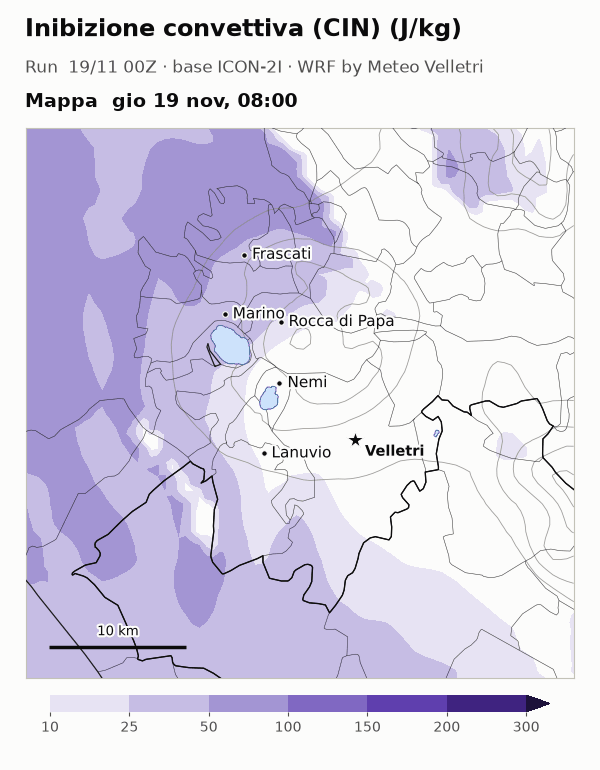 Inibizione convettiva (CIN) (J/kg)
Run  19/11 00Z · base ICON-2I · WRF by Meteo Velletri
Mappa  gio 19 nov, 08:00
Frascati
Marino
Rocca di Papa
Nemi
Velletri
Lanuvio
10 km
10 25 50 100 150 200 300